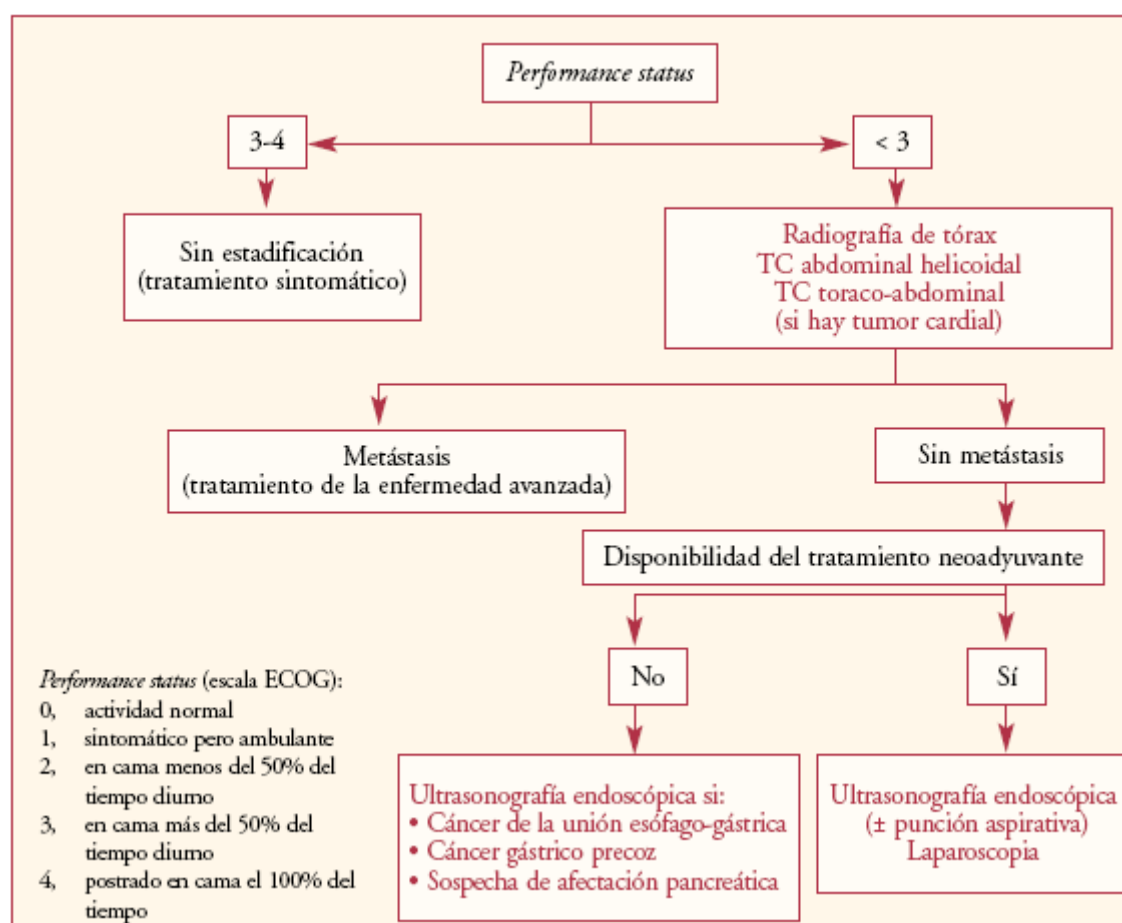 Performance status
3-4
< 3
Sin estadificación
(tratamiento sintomático)
Radiografía de tórax
TC abdominal helicoidal
TC toraco-abdominal
(si hay tumor cardial)
Metástasis
(tratamiento de la enfermedad avanzada)
Sin metástasis
Disponibilidad del tratamiento neoadyuvante
No
Sí
Performance status (escala ECOG):
0, actividad normal
1, sintomático pero ambulante
2, en cama menos del 50% del
tiempo diurno
3, en cama más del 50% del
tiempo diurno
4, postrado en cama el 100% del
tiempo
Ultrasonografía endoscópica si:
• Cáncer de la unión esófago-gástrica
• Cáncer gástrico precoz
• Sospecha de afectación pancreática
Ultrasonografía endoscópica
(± punción aspirativa)
Laparoscopia